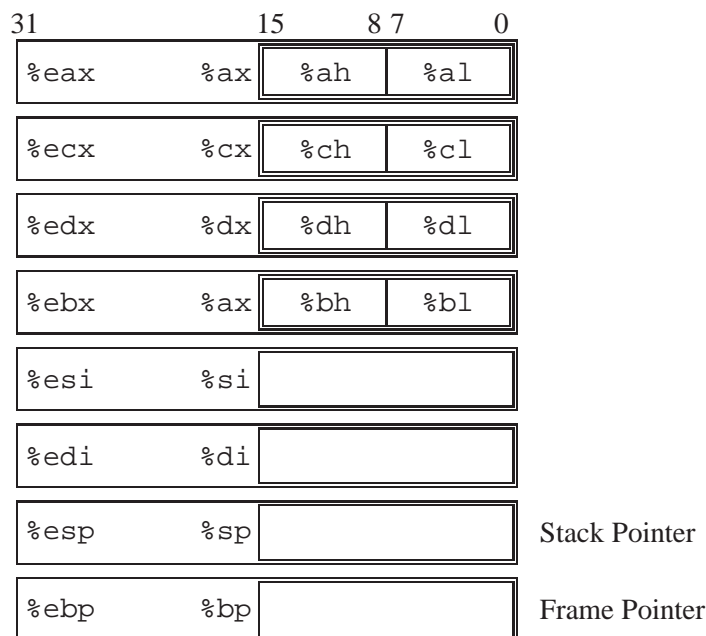 31 15 8 7 0
%eax %ax %ah %al
%ecx %cx %ch %cl
%edx %dx %dh %dl
%ebx %ax %bh %bl
%esi %si
%edi %di
%esp %sp Stack Pointer
%ebp %bp Frame Pointer